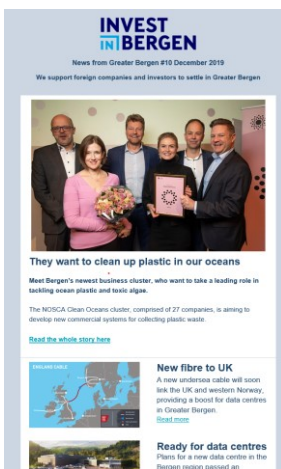 INVEST
IN BERGEN
News from Greater Bergen #10 December 2019
We support foreign companies and investors to settle in Greater Bergen
They want to clean up plastic in our oceans
Meet Bergen's newest business cluster, who want to take a leading role in
tackling ocean plastic and toxic algae.
The NOSCA Clean Oceans cluster, comprised of 27 companies, is aiming to
develop new commercial systems for collecting plastic waste.
Read the whole story here
ENGLAND CABLE
New fibre to UK
A new undersea cable will soon
link the UK and western Norway,
providing a boost for data centres
in Greater Bergen.
Read more
Ready for data centres
Plans for a new data centre in the
Bergen region passed an